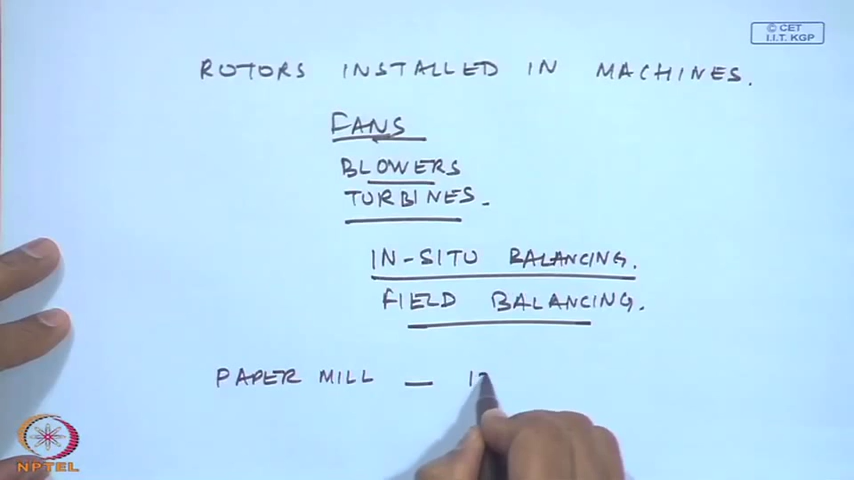 © CET
I.I.T. KGP
ROTORS INSTALLED IN MACHINES.
FANS
BLOWERS
TURBINES.
IN-SITU BALANCING.
FIELD BALANCING.
PAPER MILL —
NPTEL